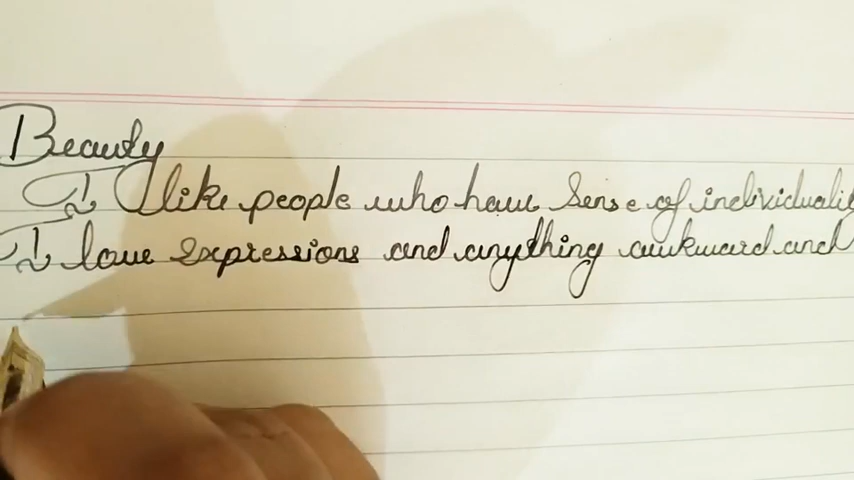 Beauty
I like people who have sense of individuali
I love expressions and anything awkward and